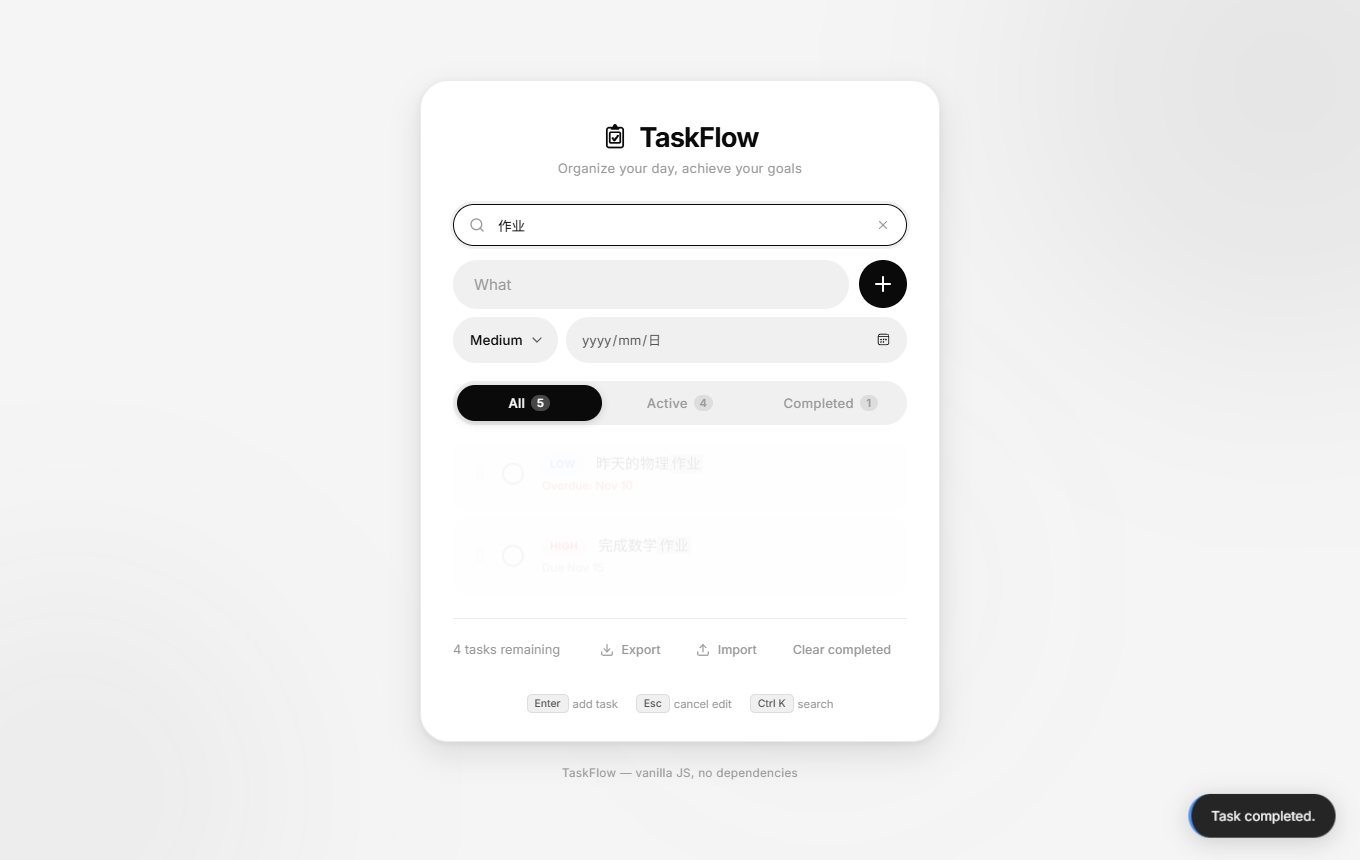 TaskFlow
Organize your day, achieve your goals
作业
What
Medium
yyyy/mm/日
All 5
Active 4
Completed 1
LOW 昨天的物理作业
Overdue: Nov 10
HIGH 完成数学作业
Due Nov 15
4 tasks remaining
Export
Import
Clear completed
Enter add task
Esc cancel edit
Ctrl K search
TaskFlow — vanilla JS, no dependencies
Task completed.